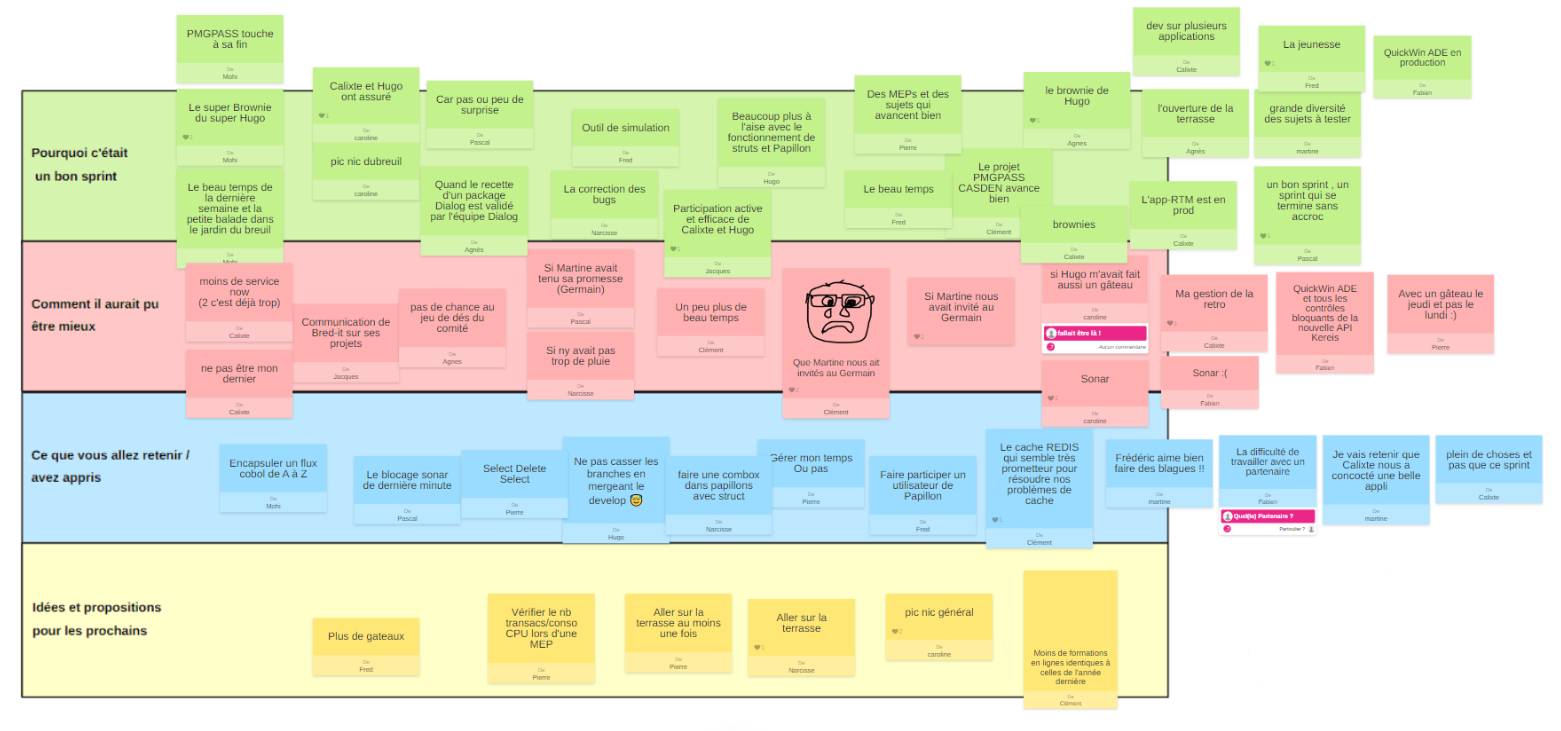 PMGPASS touche
à sa fin
De
Mohi
Calixte et Hugo
ont assuré
1
De
caroline
Car pas ou peu de
surprise
De
Pascal
dev sur plusieurs
applications
De
Calixte
La jeunesse
1
De
Fred
QuickWin ADE en
production
De
Fabien
Pourquoi c'était
un bon sprint
Le super Brownie
du super Hugo
1
De
Mohi
pic nic dubreuil
De
caroline
Outil de simulation
De
Fred
Beaucoup plus à
l'aise avec le
fonctionnement de
struts et Papillon
De
Hugo
Des MEPs et des
sujets qui
avancent bien
De
Pierre
le brownie de
Hugo
1
De
Agnes
l'ouverture de la
terrasse
De
Agnès
grande diversité
des sujets à tester
De
martine
Le beau temps de
la dernière
semaine et la
petite balade dans
le jardin du breuil
De
Mohi
Quand le recette
d'un package
Dialog est validé
par l'équipe Dialog
De
Agnès
La correction des
bugs
De
Narcisse
Participation active
et efficace de
Calixte et Hugo
1
De
Jacques
Le beau temps
De
Fred
Le projet
PMGPASS
CASDEN avance
bien
De
Clément
brownies
De
Calixte
L'app-RTM est en
prod
De
Calixte
un bon sprint , un
sprint qui se
termine sans
accroc
1
De
Pascal
Comment il aurait pu
être mieux
moins de service
now
(2 c'est déjà trop)
De
Calixte
Communication de
Bred-it sur ses
projets
De
Jacques
pas de chance au
jeu de dés du
comité
De
Agnes
Si Martine avait
tenu sa promesse
(Germain)
De
Pascal
Un peu plus de
beau temps
De
Clément
Que Martine nous ait
invités au Germain
2
De
Clément
Si Martine nous
avait invité au
Germain
1
si Hugo m'avait fait
aussi un gâteau
De
caroline
fallait être là !
Aucun commentaire
Ma gestion de la
retro
1
De
Calixte
QuickWin ADE
et tous les
contrôles
bloquants de la
nouvelle API
Kereis
De
Fabien
Avec un gâteau le
jeudi et pas le
lundi :)
De
Pierre
ne pas être mon
dernier
De
Calixte
Si ny avait pas
trop de pluie
De
Narcisse
Sonar
1
De
caroline
Sonar :(
De
Fabien
Ce que vous allez retenir /
avez appris
Encapsuler un flux
cobol de A à Z
De
Mohi
Le blocage sonar
de dernière minute
De
Pascal
Select Delete
Select
De
Pierre
Ne pas casser les
branches en
mergeant le
develop 😇
De
Hugo
faire une combox
dans papillons
avec struct
De
Narcisse
Gérer mon temps
Ou pas
De
Pierre
Faire participer un
utilisateur de
Papillon
De
Fred
Le cache REDIS
qui semble très
prometteur pour
résoudre nos
problèmes de
cache
1
De
Clément
Frédéric aime bien
faire des blagues !!
De
martine
La difficulté de
travailler avec un
partenaire
De
Fabien
Quel(le) Partenaire ?
Particulier ?
Je vais retenir que
Calixte nous a
concocté une belle
appli
De
martine
plein de choses et
pas que ce sprint
De
Calixte
Idées et propositions
pour les prochains
Plus de gateaux
De
Fred
Vérifier le nb
transacs/conso
CPU lors d'une
MEP
De
Pierre
Aller sur la
terrasse au moins
une fois
De
Pierre
Aller sur la
terrasse
1
De
Narcisse
pic nic général
2
De
caroline
Moins de formations
en lignes identiques à
celles de l'année
dernière
De
Clément